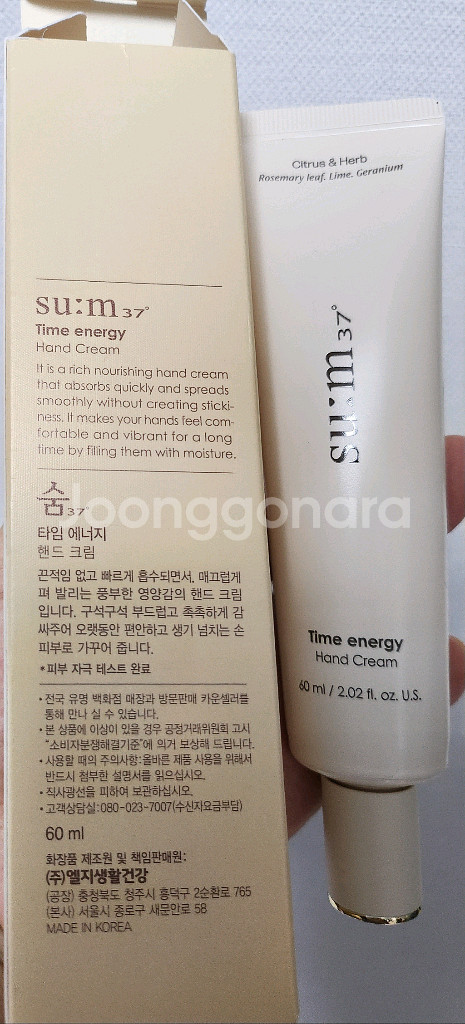 su:m37°
Time energy
Hand Cream
It is a rich nourishing hand cream
that absorbs quickly and spreads
smoothly without creating sticki-
ness. It makes your hands feel com-
fortable and vibrant for a long
time by filling them with moisture.
숨37°
타임 에너지
핸드 크림
끈적임 없고 빠르게 흡수되면서, 매끄럽게
펴 발리는 풍부한 영양감의 핸드 크림
입니다. 구석구석 부드럽고 촉촉하게 감
싸주어 오랫동안 편안하고 생기 넘치는 손
피부로 가꾸어 줍니다.
*피부 자극 테스트 완료
• 전국 유명 백화점 매장과 방문판매 카운셀러를
통해 만나 실 수 있습니다.
• 본 상품에 이상이 있을 경우 공정거래위원회 고시
"소비자분쟁해결기준"에 의거 보상해 드립니다.
• 사용할 때의 주의사항:올바른 제품 사용을 위해서
반드시 첨부한 설명서를 읽으십시오.
• 직사광선을 피하여 보관하십시오.
• 고객상담실:080-023-7007(수신자요금부담)
60 ml
화장품 제조원 및 책임판매원:
(주)엘지생활건강
(공장) 충청북도 청주시 흥덕구 2순환로 765
(본사) 서울시 종로구 새문안로 58
MADE IN KOREA
Citrus & Herb
Rosemary leaf. Lime. Geranium
su:m37°
Time energy
Hand Cream
60 ml / 2.02 fl. oz. U.S.
Time energy
Joonggonara